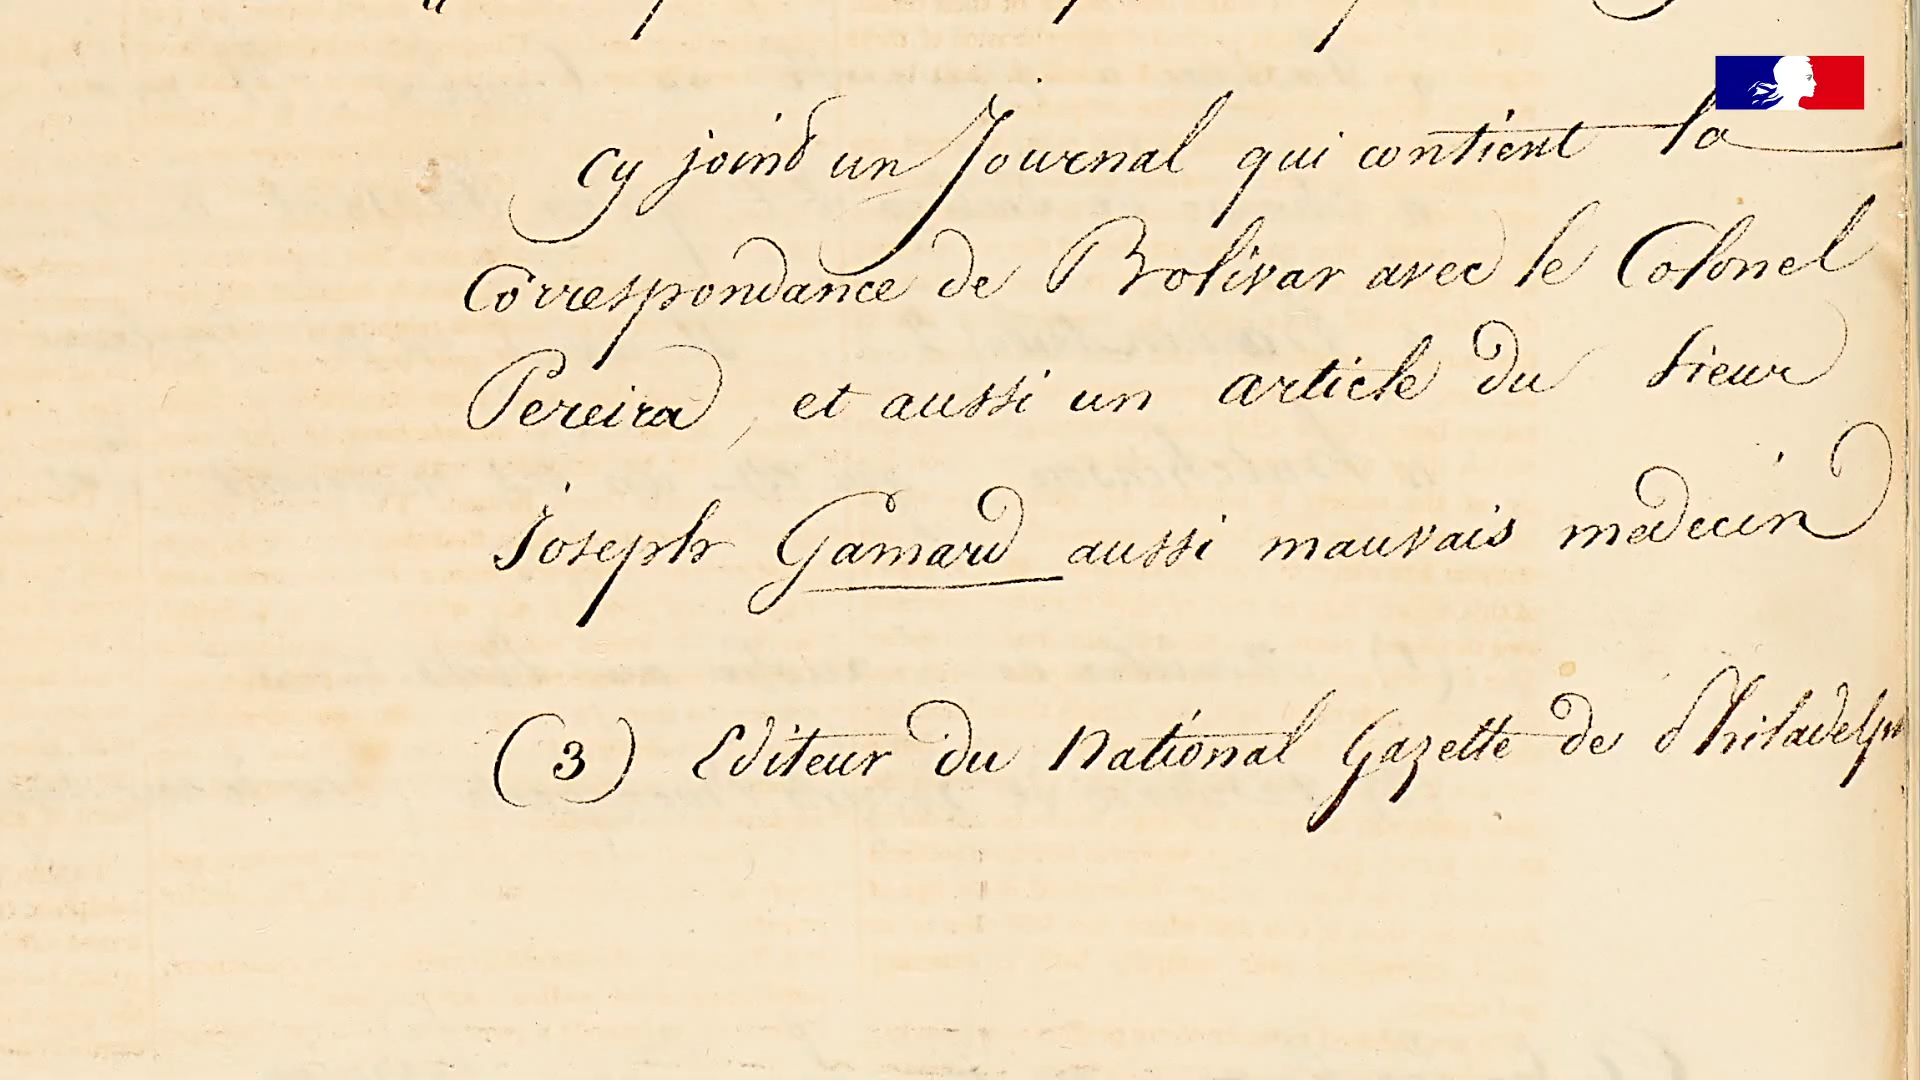 Cy joint un Journal qui contient la
Correspondance de Bolivar avec le Colonel
Pereira, et aussi un article du Sieur
Joseph Gamard aussi mauvais medecin
(3) Editeur du National Gazette de Philadelph